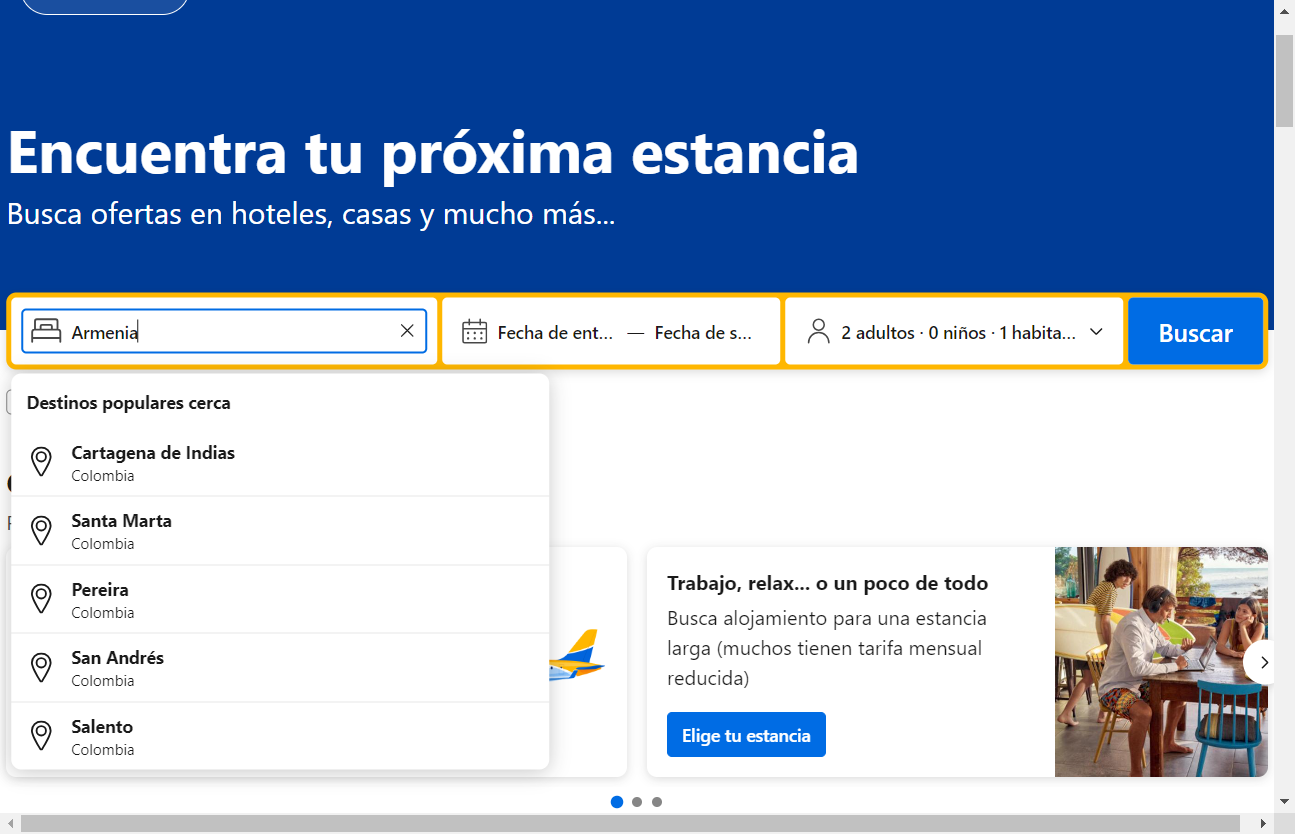 Encuentra tu próxima estancia
Busca ofertas en hoteles, casas y mucho más...
Armenia
Fecha de ent... — Fecha de s...
2 adultos · 0 niños · 1 habita...
Buscar
Destinos populares cerca
Cartagena de Indias
Colombia
Santa Marta
Colombia
Pereira
Colombia
San Andrés
Colombia
Salento
Colombia
Trabajo, relax... o un poco de todo
Busca alojamiento para una estancia
larga (muchos tienen tarifa mensual
reducida)
Elige tu estancia